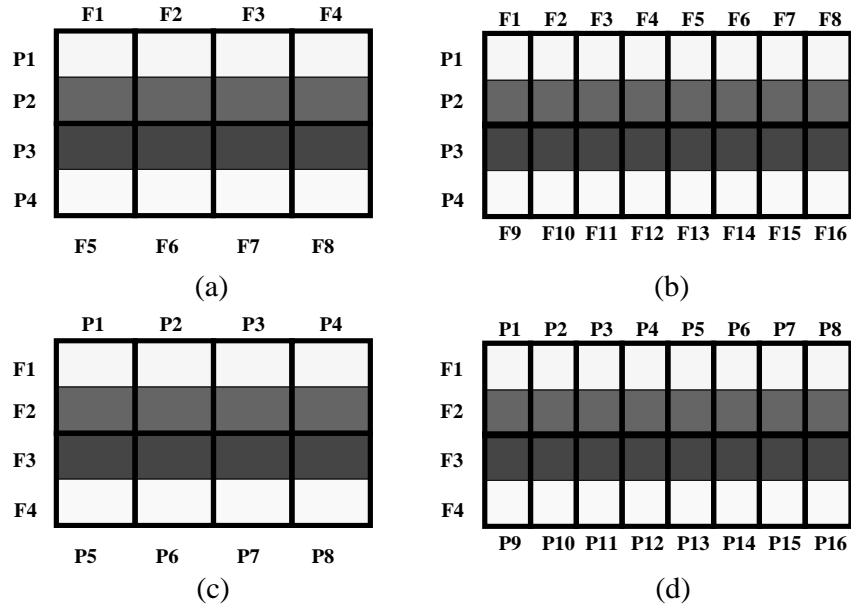 F1 F2 F3 F4
P1
P2
P3
P4
F5 F6 F7 F8
(a)
F1 F2 F3 F4 F5 F6 F7 F8
P1
P2
P3
P4
F9 F10 F11 F12 F13 F14 F15 F16
(b)
P1 P2 P3 P4
F1
F2
F3
F4
P5 P6 P7 P8
(c)
P1 P2 P3 P4 P5 P6 P7 P8
F1
F2
F3
F4
P9 P10 P11 P12 P13 P14 P15 P16
(d)